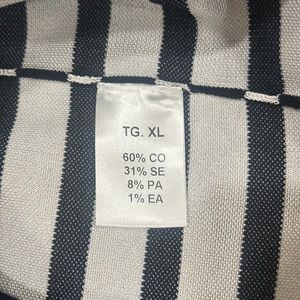 TG. XL
60% CO
31% SE
8% PA
1% EA